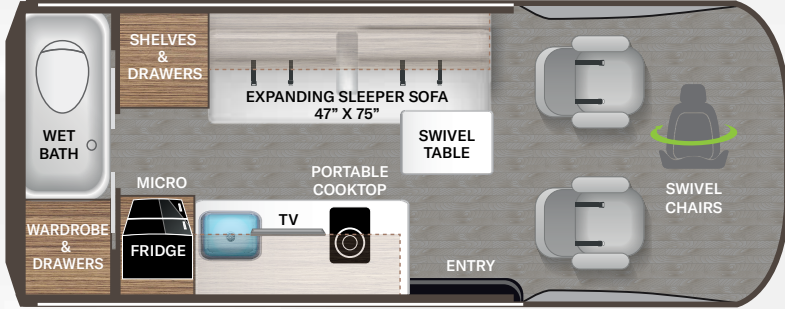 SHELVES
&
DRAWERS
EXPANDING SLEEPER SOFA
47” X 75”
WET
BATH
SWIVEL
TABLE
MICRO
PORTABLE
COOKTOP
SWIVEL
CHAIRS
WARDROBE
&
DRAWERS
FRIDGE
TV
ENTRY